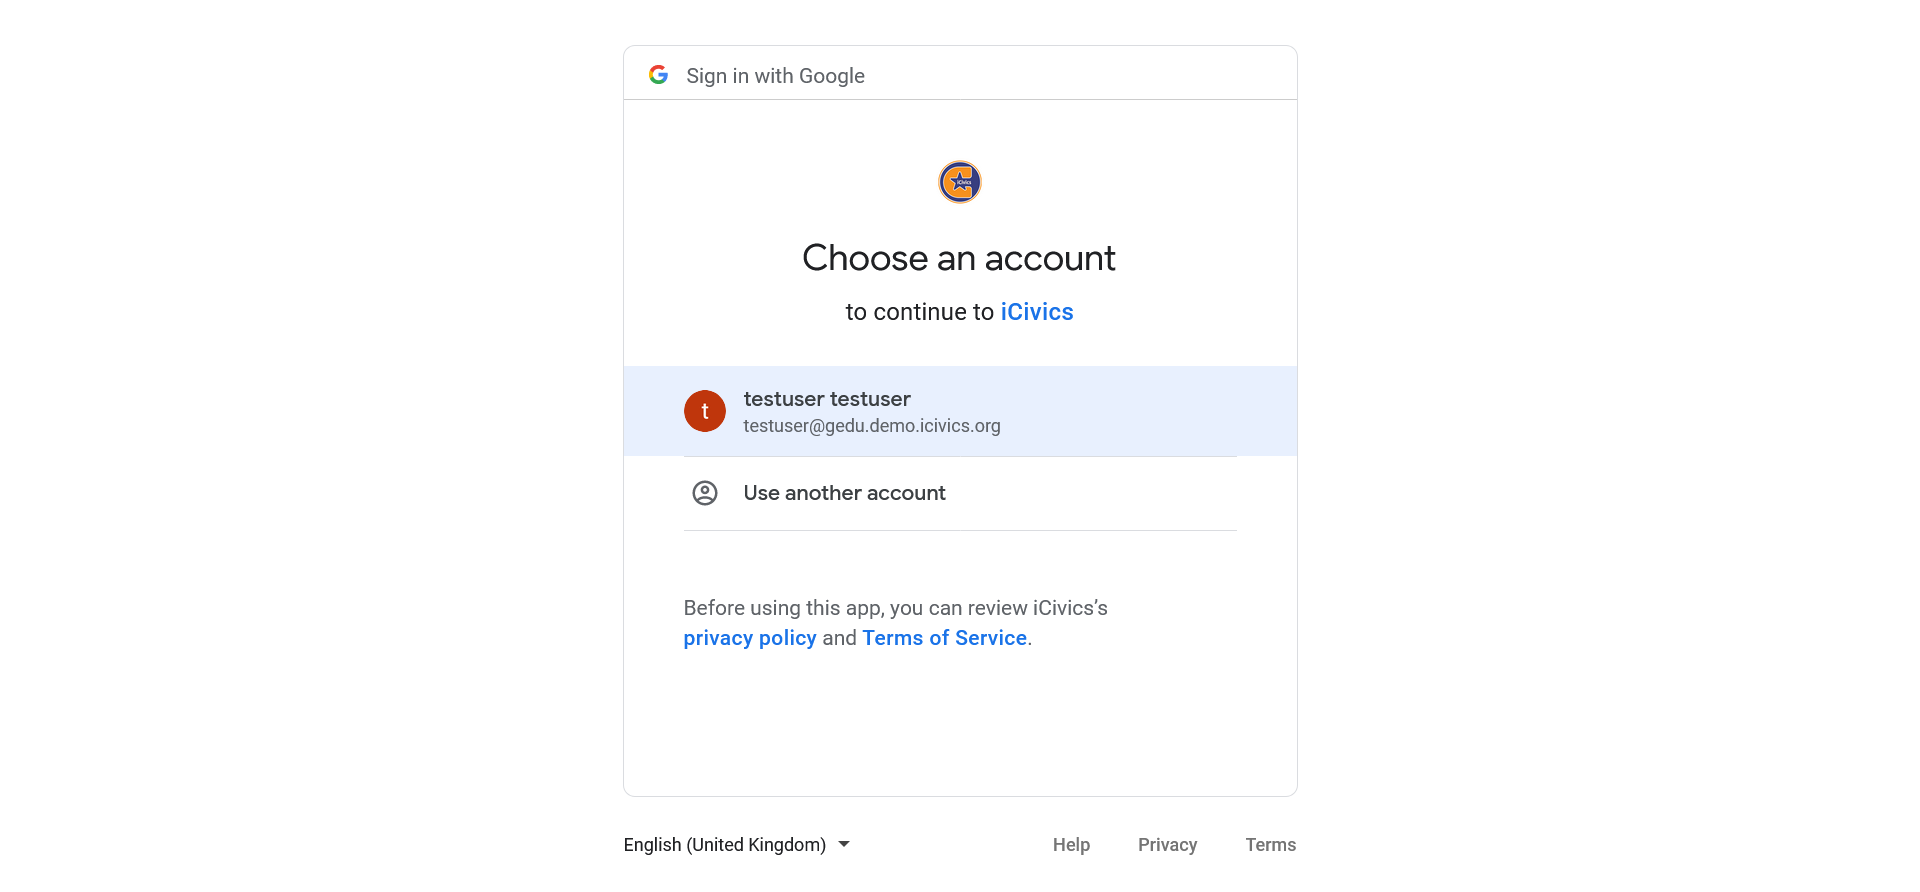 Sign in with Google
iCivics
Choose an account
to continue to iCivics
t
testuser testuser
testuser@gedu.demo.icivics.org
Use another account
Before using this app, you can review iCivics’s
privacy policy and Terms of Service.
English (United Kingdom)
Help
Privacy
Terms